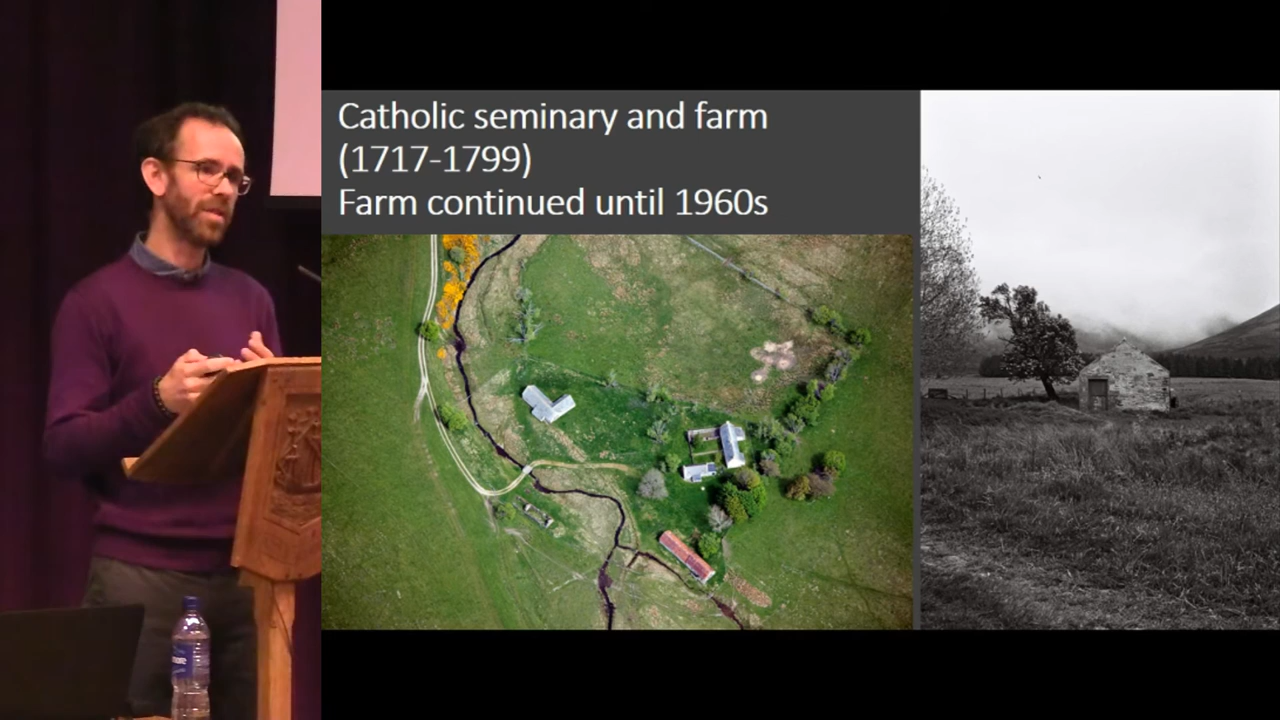 Catholic seminary and farm
(1717-1799)
Farm continued until 1960s